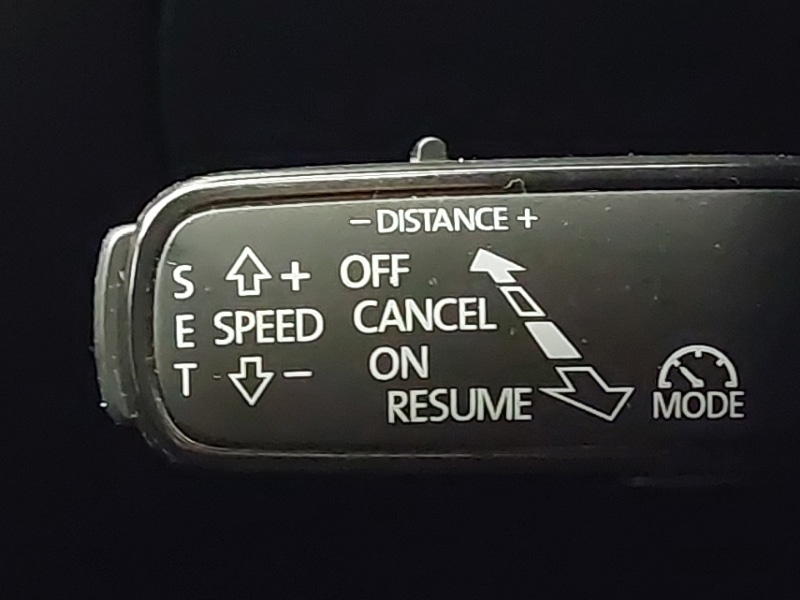 – DISTANCE +
S + OFF
E SPEED CANCEL
T – ON
RESUME MODE